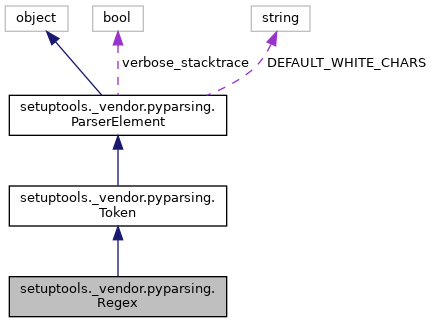 object
bool
string
verbose_stacktrace
DEFAULT_WHITE_CHARS
setuptools._vendor.pyparsing.
ParserElement
setuptools._vendor.pyparsing.
Token
setuptools._vendor.pyparsing.
Regex